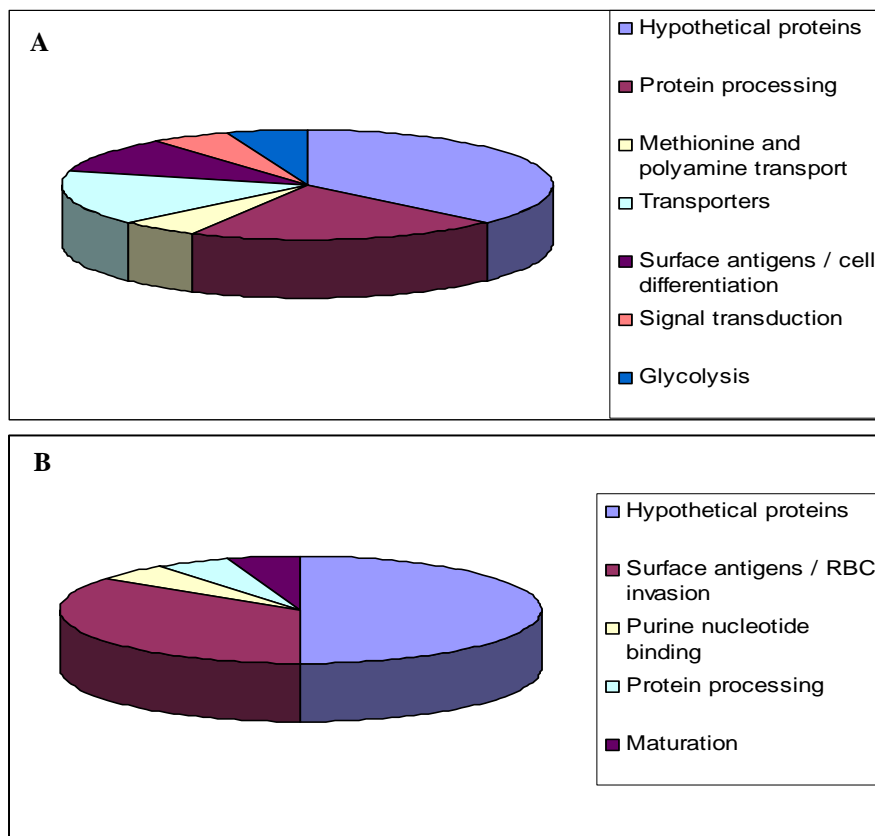 A
Hypothetical proteins
Protein processing
Methionine and
polyamine transport
Transporters
Surface antigens / cell
differentiation
Signal transduction
Glycolysis
B
Hypothetical proteins
Surface antigens / RBC
invasion
Purine nucleotide
binding
Protein processing
Maturation